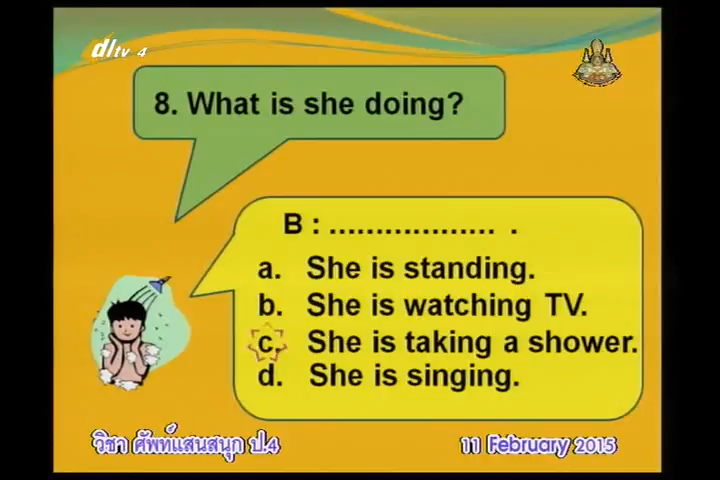 dltv 4
8. What is she doing?
B : .................. .
a. She is standing.
b. She is watching TV.
c. She is taking a shower.
d. She is singing.
วิชา ศัพท์แสนสนุก ป.4
11 February 2015